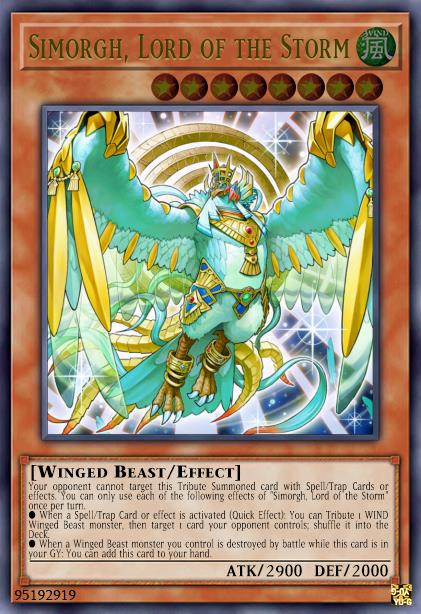 Simorgh, Lord of the Storm
WIND
風
[Winged Beast/Effect]
Your opponent cannot target this Tribute Summoned card with Spell/Trap Cards or
effects. You can only use each of the following effects of "Simorgh, Lord of the Storm"
once per turn.
● When a Spell/Trap Card or effect is activated (Quick Effect): You can Tribute 1 WIND
Winged Beast monster, then target 1 card your opponent controls; shuffle it into the
Deck.
● When a Winged Beast monster you control is destroyed by battle while this card is
in your GY: You can add this card to your hand.
ATK/2900 DEF/2000
95192919